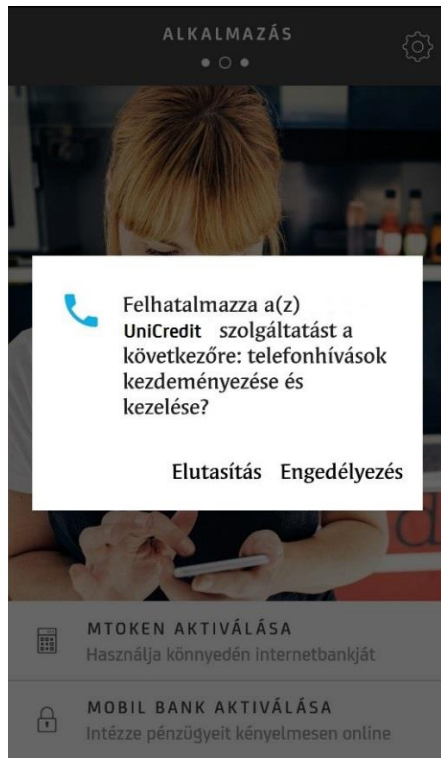 ALKALMAZÁS
Felhatalmazza a(z)
UniCredit szolgáltatást a
következőre: telefonhívások
kezdeményezése és
kezelése?
Elutasítás Engedélyezés
MTOKEN AKTIVÁLÁSA
Használja könnyedén internetbankját
MOBIL BANK AKTIVÁLÁSA
Intézze pénzügyeit kényelmesen online